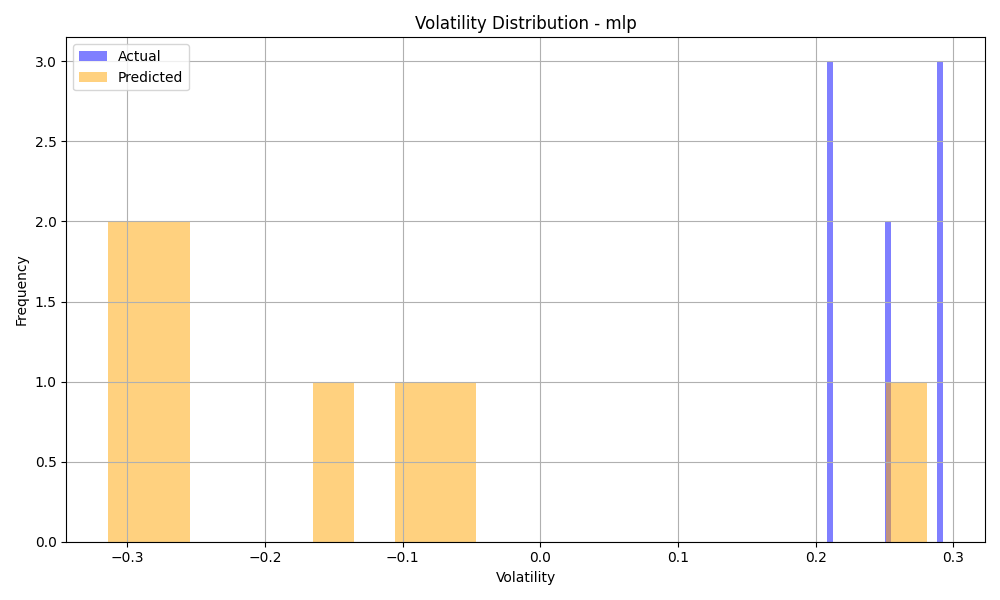 Volatility Distribution - mlp
Actual
Predicted
Frequency
3.0
2.5
2.0
1.5
1.0
0.5
0.0
−0.3
−0.2
−0.1
0.0
0.1
0.2
0.3
Volatility